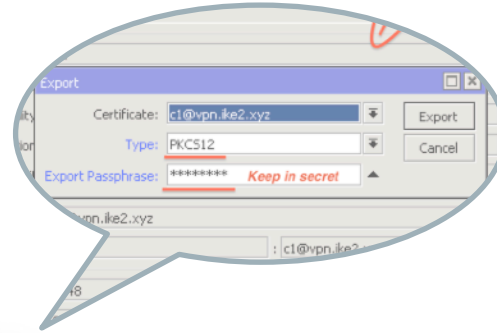 Export
Certificate: c1@vpn.ike2.xyz Export
Type: PKCS12 Cancel
Export Passphrase: ******** Keep in secret
vpn.ike2.xyz
: c1@vpn.ike2
48